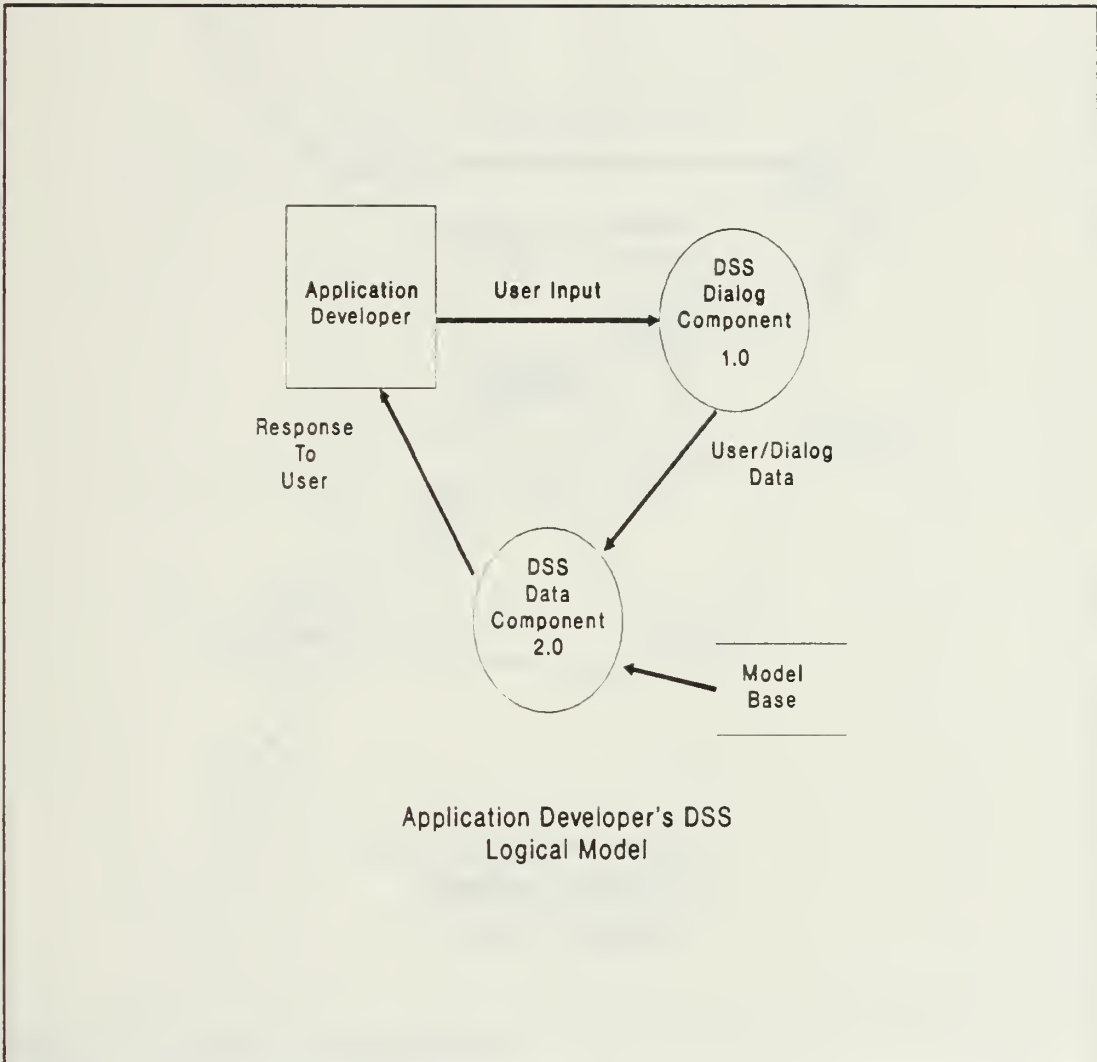 Application
Developer
User Input
DSS
Dialog
Component
1.0
Response
To
User
User/Dialog
Data
DSS
Data
Component
2.0
Model
Base
Application Developer's DSS
Logical Model